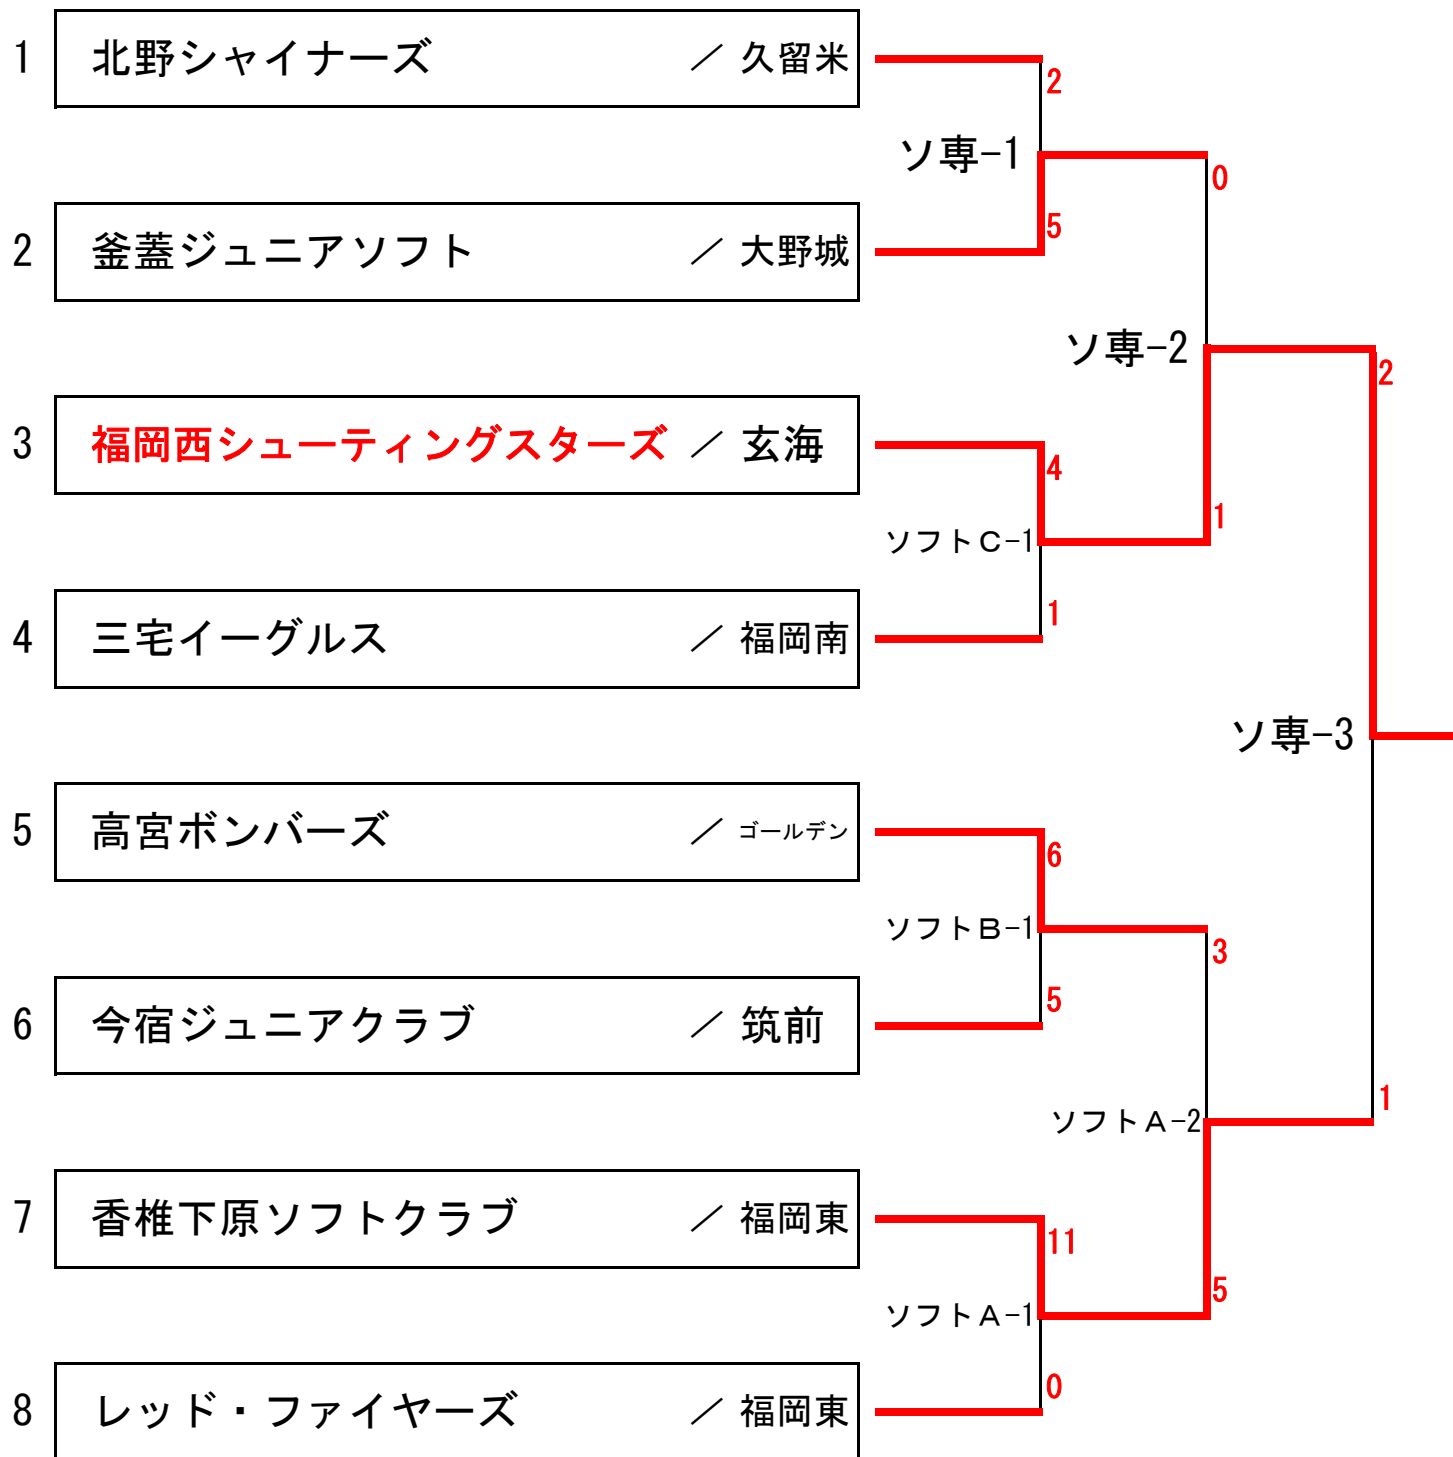 1 北野シャイナーズ ／ 久留米
2
ソ専-1
0
5
2 釜蓋ジュニアソフト ／ 大野城
ソ専-2
2
3 福岡西シューティングスターズ ／ 玄海
4
1
ソフトC-1
1
4 三宅イーグルス ／ 福岡南
ソ専-3
5 高宮ボンバーズ ／ ゴールデン
6
ソフトB-1
3
5
6 今宿ジュニアクラブ ／ 筑前
1
ソフトA-2
7 香椎下原ソフトクラブ ／ 福岡東
11
5
ソフトA-1
0
8 レッド・ファイヤーズ ／ 福岡東